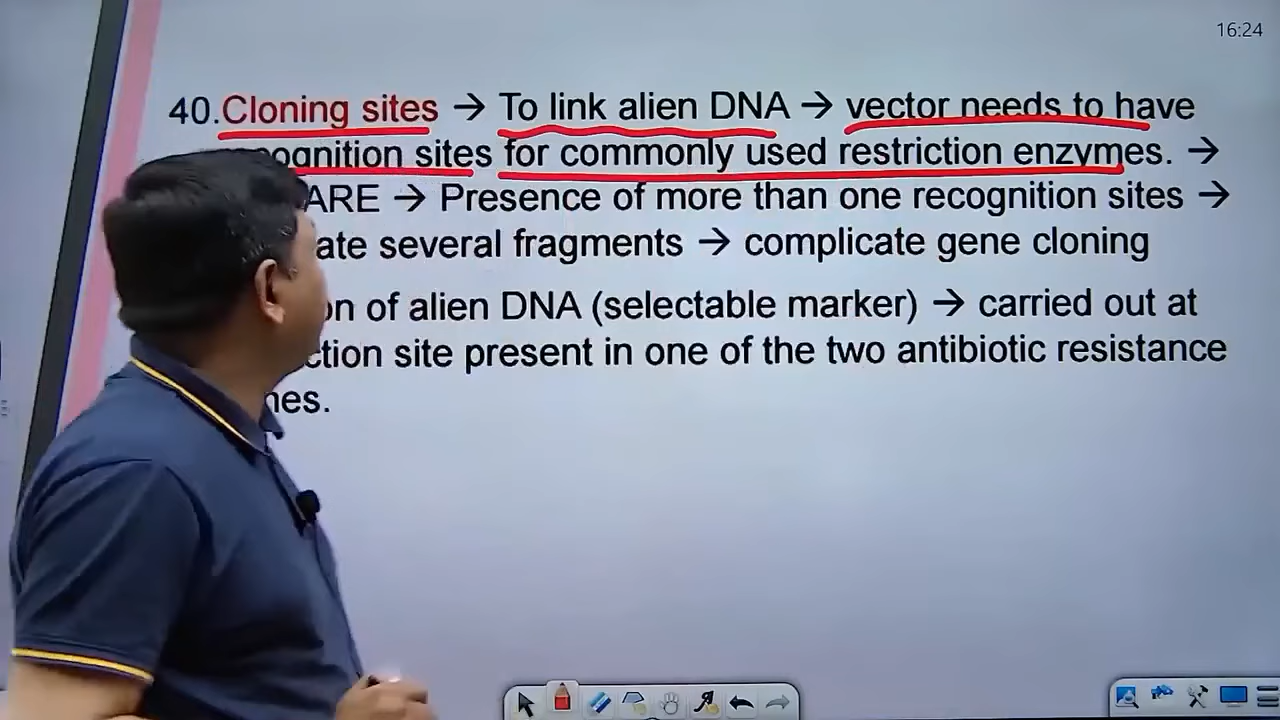 16:24
40.Cloning sites → To link alien DNA → vector needs to have
ognition sites for commonly used restriction enzymes. →
ARE → Presence of more than one recognition sites →
ate several fragments → complicate gene cloning
on of alien DNA (selectable marker) → carried out at
ction site present in one of the two antibiotic resistance
nes.